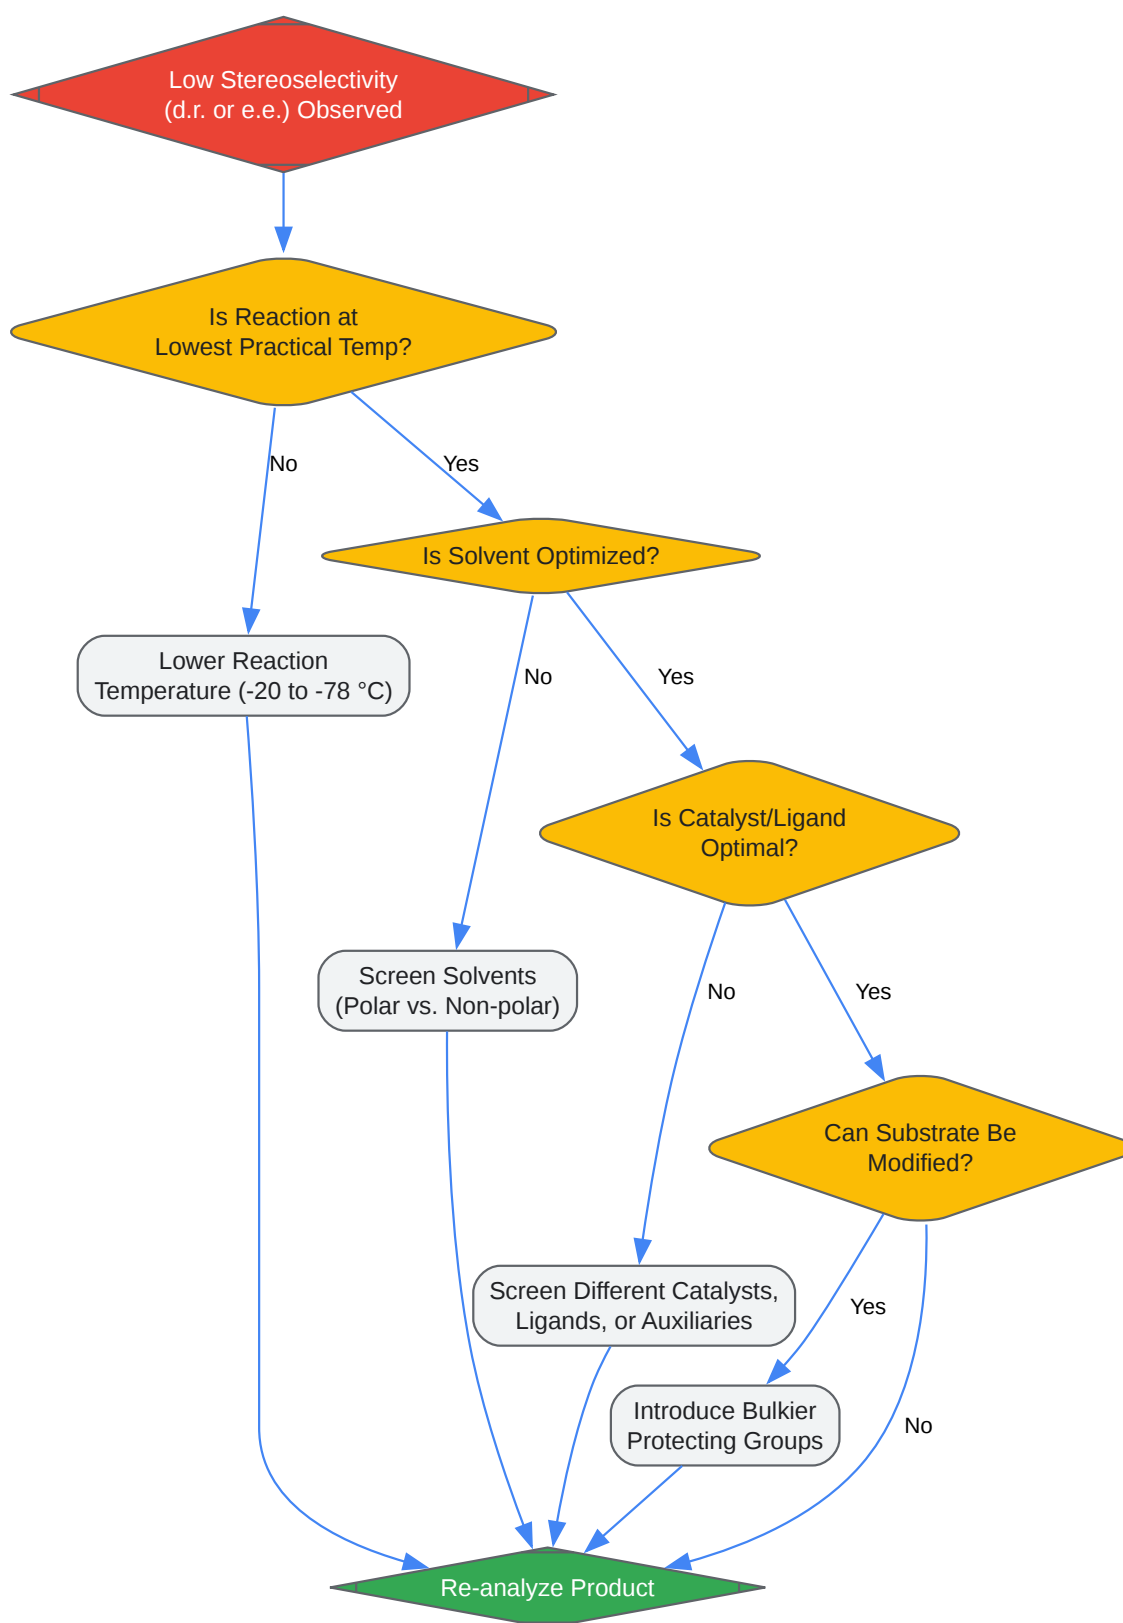 Low Stereoselectivity
(d.r. or e.e.) Observed
Is Reaction at
Lowest Practical Temp?
No
Yes
Is Solvent Optimized?
Lower Reaction
Temperature (-20 to -78 °C)
No
Yes
Is Catalyst/Ligand
Optimal?
Screen Solvents
(Polar vs. Non-polar)
No
Yes
Can Substrate Be
Modified?
Screen Different Catalysts,
Ligands, or Auxiliaries
Yes
Introduce Bulkier
Protecting Groups
No
Re-analyze Product